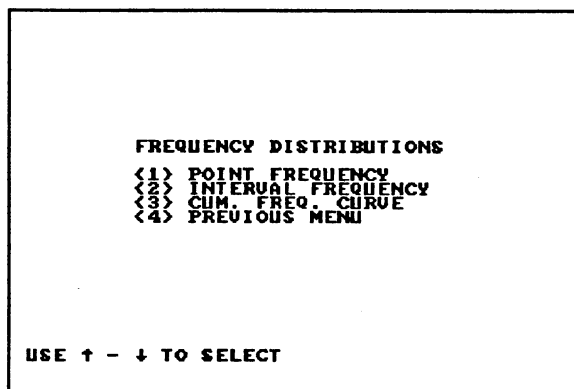 FREQUENCY DISTRIBUTIONS
<1> POINT FREQUENCY
<2> INTERVAL FREQUENCY
<3> CUM. FREQ. CURVE
<4> PREVIOUS MENU
USE ↑ - ↓ TO SELECT